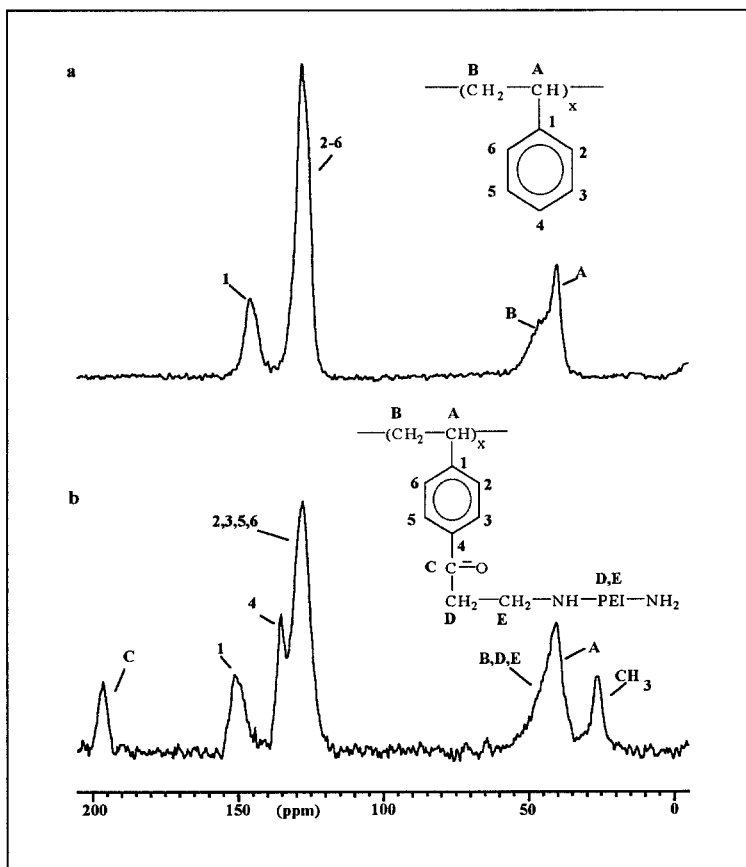 a
B A
(CH2 CH)x
1
6 2
5 3
4
2-6
1
B
A
B A
(CH2 CH)x
1
6 2
5 3
4
C C=O
D,E
CH2—CH2—NH—PEI—NH2
D E
b
2,3,5,6
4
1
C
B,D,E
A
CH3
200 150 (ppm) 100 50 0